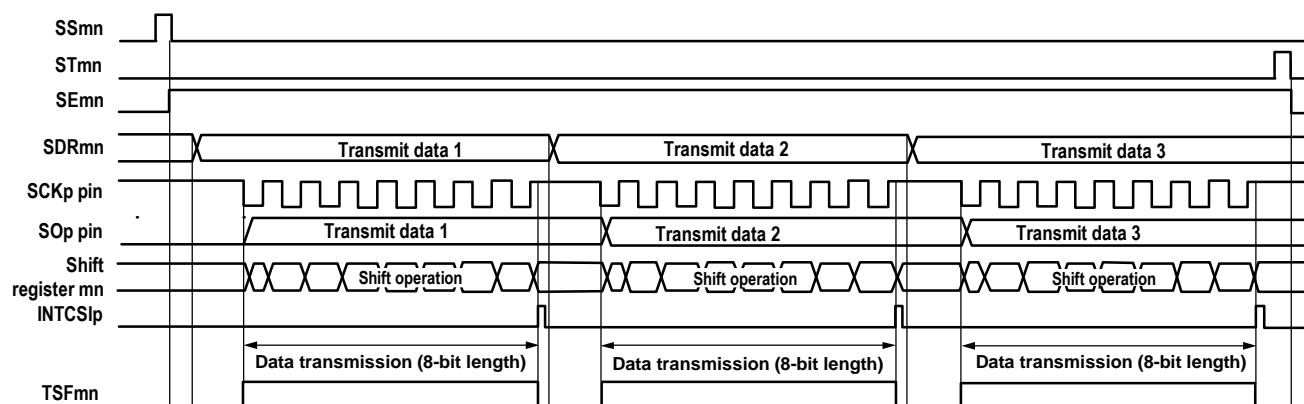 SSmn
STmn
SEmn
SDRmn
Transmit data 1
Transmit data 2
Transmit data 3
SCKp pin
SOp pin
Transmit data 1
Transmit data 2
Transmit data 3
Shift
register mn
Shift operation
Shift operation
Shift operation
INTCSIp
Data transmission (8-bit length)
Data transmission (8-bit length)
Data transmission (8-bit length)
TSFmn